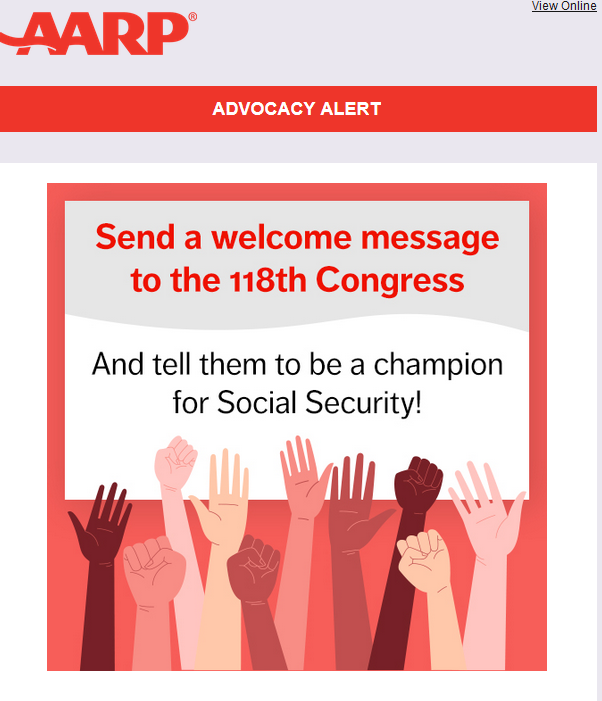 View Online
AARP®
ADVOCACY ALERT
Send a welcome message
to the 118th Congress
And tell them to be a champion
for Social Security!